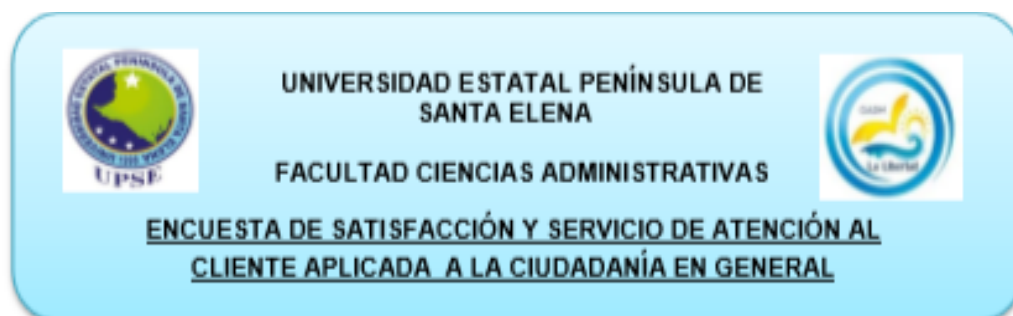 UNIVERSIDAD ESTATAL PENÍNSULA DE
SANTA ELENA
UPSE
La Libertad
FACULTAD CIENCIAS ADMINISTRATIVAS
ENCUESTA DE SATISFACCIÓN Y SERVICIO DE ATENCIÓN AL
CLIENTE APLICADA A LA CIUDADANÍA EN GENERAL